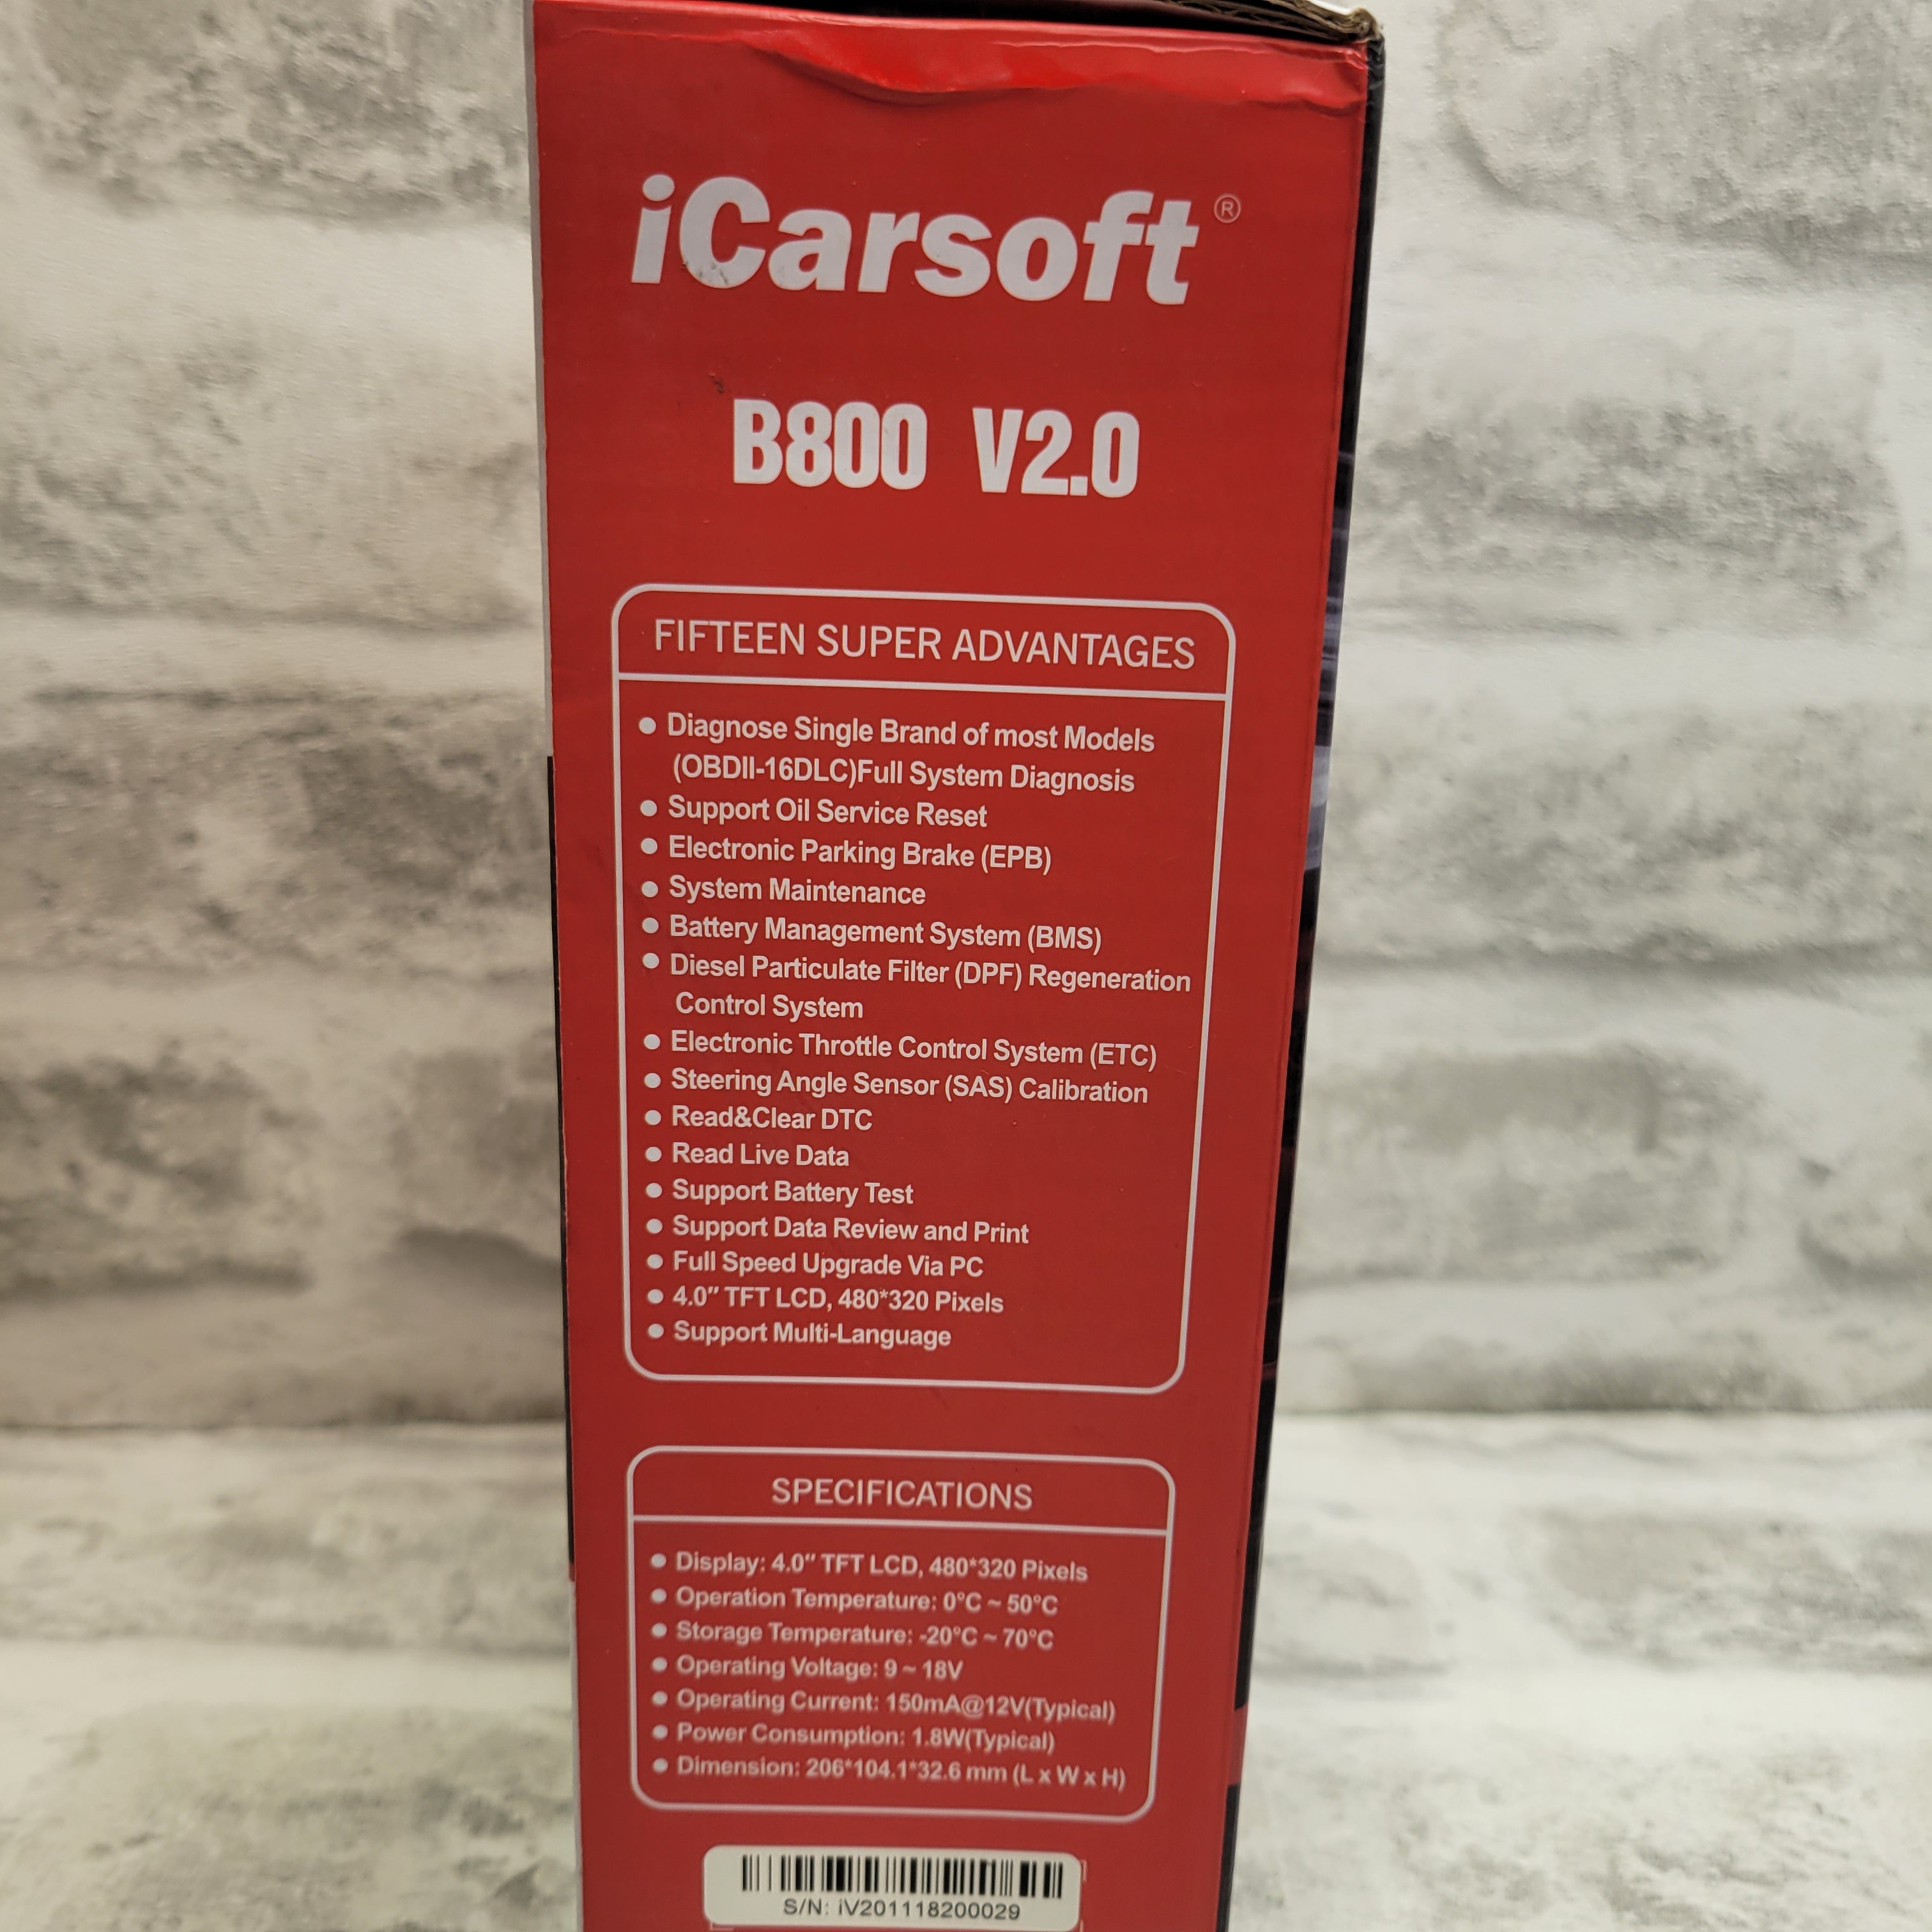 iCarsoft®
B800 V2.0
FIFTEEN SUPER ADVANTAGES
● Diagnose Single Brand of most Models
(OBDII-16DLC)Full System Diagnosis
● Support Oil Service Reset
● Electronic Parking Brake (EPB)
● System Maintenance
● Battery Management System (BMS)
● Diesel Particulate Filter (DPF) Regeneration
Control System
● Electronic Throttle Control System (ETC)
● Steering Angle Sensor (SAS) Calibration
● Read&Clear DTC
● Read Live Data
● Support Battery Test
● Support Data Review and Print
● Full Speed Upgrade Via PC
● 4.0″ TFT LCD, 480*320 Pixels
● Support Multi-Language
SPECIFICATIONS
● Display: 4.0″ TFT LCD, 480*320 Pixels
● Operation Temperature: 0°C ~ 50°C
● Storage Temperature: -20°C ~ 70°C
● Operating Voltage: 9 ~ 18V
● Operating Current: 150mA@12V(Typical)
● Power Consumption: 1.8W(Typical)
● Dimension: 206*104.1*32.6 mm (L x W x H)
S/N: iV201118200029